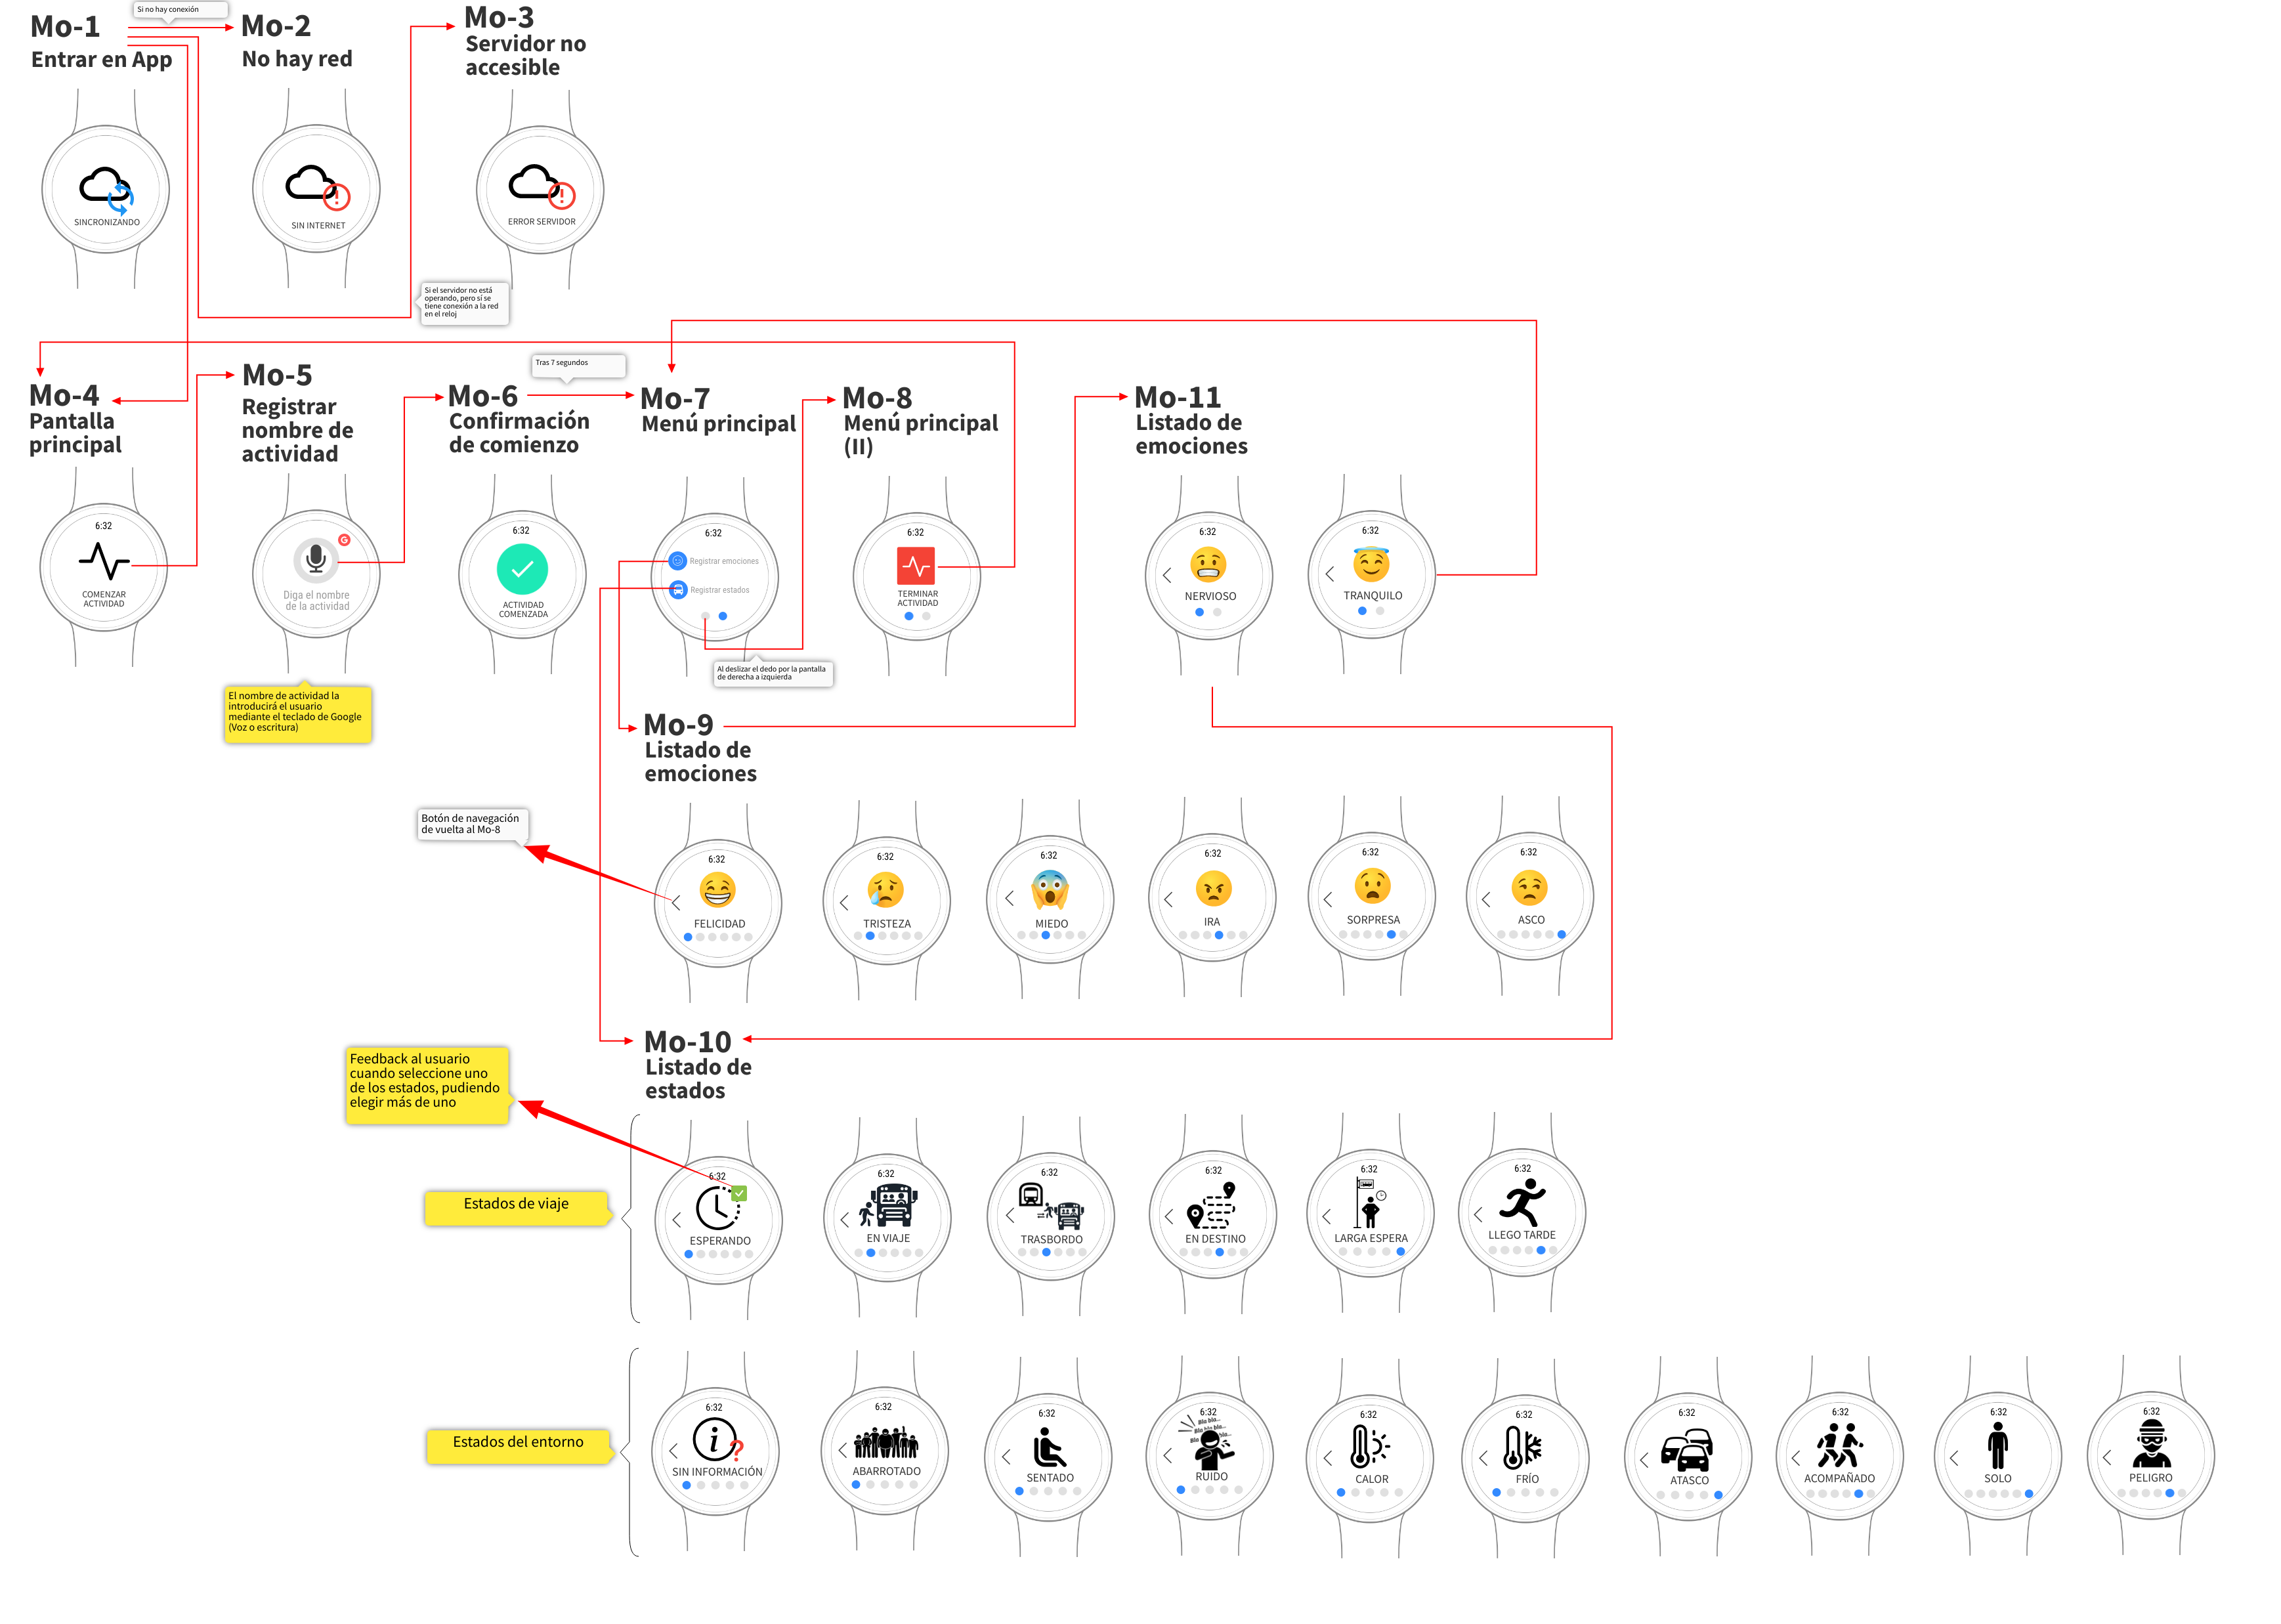 Si no hay conexión
Mo-1
Entrar en App
Mo-2
No hay red
Mo-3
Servidor no
accesible
SINCRONIZANDO
SIN INTERNET
ERROR SERVIDOR
Si el servidor no está
operando, pero sí se
tiene conexión a la red
en el reloj
Mo-4
Pantalla
principal
Mo-5
Registrar
nombre de
actividad
Mo-6
Confirmación
de comienzo
Tras 7 segundos
Mo-7
Menú principal
Mo-8
Menú principal
(II)
Mo-11
Listado de
emociones
6:32
COMENZAR
ACTIVIDAD
G
Diga el nombre
de la actividad
6:32
ACTIVIDAD
COMENZADA
6:32
Registrar emociones
Registrar estados
6:32
TERMINAR
ACTIVIDAD
6:32
NERVIOSO
6:32
TRANQUILO
Al deslizar el dedo por la pantalla
de derecha a izquierda
El nombre de actividad la
introducirá el usuario
mediante el teclado de Google
(Voz o escritura)
Mo-9
Listado de
emociones
Botón de navegación
de vuelta al Mo-8
6:32
FELICIDAD
6:32
TRISTEZA
6:32
MIEDO
6:32
IRA
6:32
SORPRESA
6:32
ASCO
Mo-10
Listado de
estados
Feedback al usuario
cuando seleccione uno
de los estados, pudiendo
elegir más de uno
Estados de viaje
6:32
ESPERANDO
6:32
EN VIAJE
6:32
TRASBORDO
6:32
EN DESTINO
6:32
LARGA ESPERA
6:32
LLEGO TARDE
Estados del entorno
6:32
i?
SIN INFORMACIÓN
6:32
ABARROTADO
6:32
SENTADO
6:32
Bla bla...
Bla bla...
RUIDO
6:32
CALOR
6:32
FRÍO
6:32
ATASCO
6:32
ACOMPAÑADO
6:32
SOLO
6:32
PELIGRO